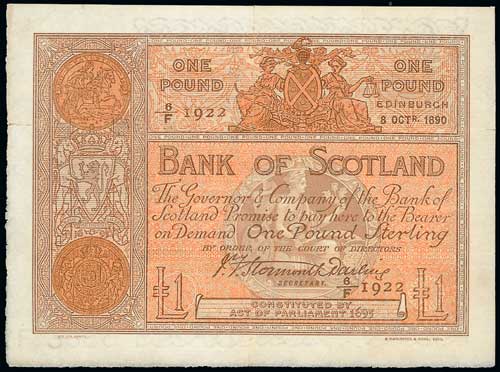 ONE POUND
ONE POUND
6/F 1922
EDINBURGH
8 OCTR. 1890
BANK OF SCOTLAND
The Governor & Company of the Bank of
Scotland Promise to pay here to the Bearer
on Demand One Pound Sterling
BY ORDER OF THE COURT OF DIRECTORS
J. F. Stormonth Darling
SECRETARY.
6/F 1922
£1
£1
CONSTITUTED BY
ACT OF PARLIAMENT 1695